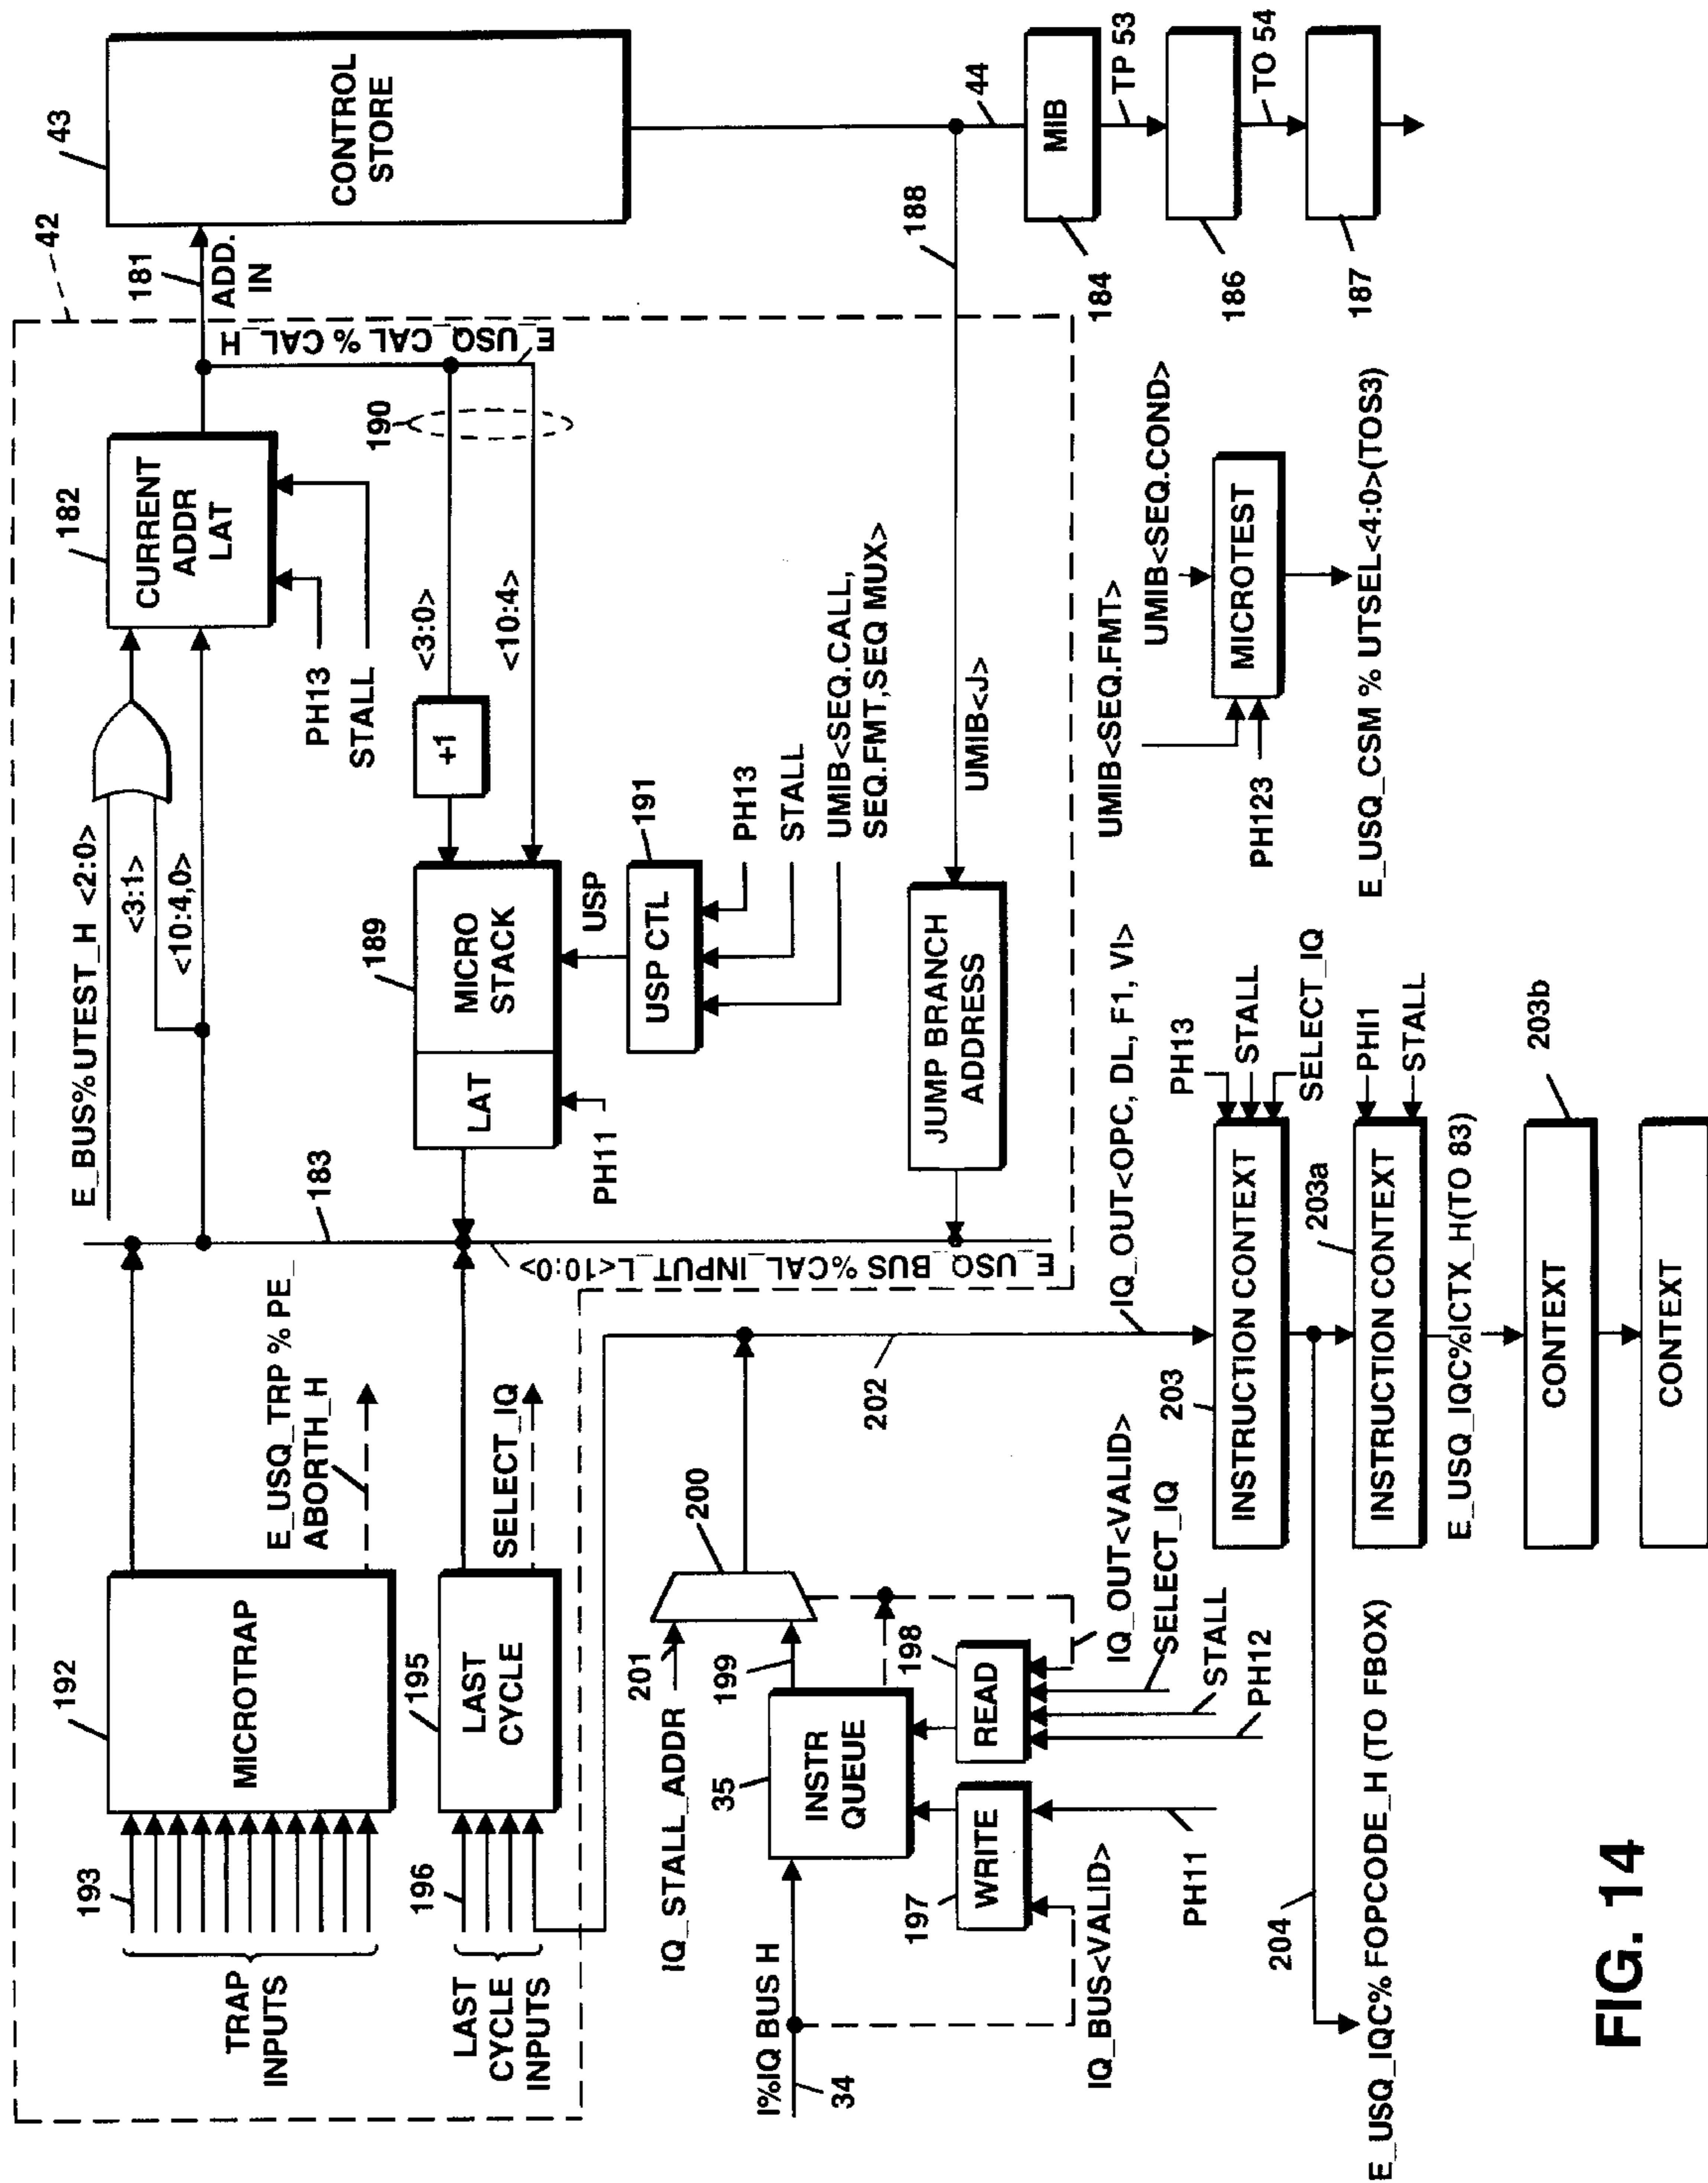 42
43
CONTROL
STORE
181
ADD.
IN
E_USQ_CAL % CAL_H
182
CURRENT
ADDR
LAT
PH13
STALL
190
E_BUS%UTEST_H <2:0>
<3:1>
<10:4,0>
<3:0>
<10:4>
+1
189
MICRO
STACK
LAT
PH11
USP
191
USP CTL
PH13
STALL
UMIB<SEQ.CALL,
SEQ.FMT,SEQ MUX>
183
E_USQ_BUS %CAL_INPUT_L<10:0>
JUMP BRANCH
ADDRESS
UMIB<J>
188
44
MIB
184
TP 53
186
TO 54
187
UMIB<SEQ.FMT>
UMIB<SEQ.COND>
MICROTEST
PH123
E_USQ_CSM % UTSEL<4:0>(TOS3)
192
MICROTRAP
193
TRAP
INPUTS
E_USQ_TRP % PE_
ABORTH_H
195
LAST
CYCLE
196
LAST
CYCLE
INPUTS
SELECT_IQ
IQ_STALL_ADDR
201
200
199
35
INSTR
QUEUE
I%IQ BUS H
34
197
WRITE
198
READ
IQ_BUS<VALID>
PH11
IQ_OUT<VALID>
SELECT_IQ
STALL
PH12
202
IQ_OUT<OPC, DL, F1, VI>
203
INSTRUCTION CONTEXT
PH13
STALL
SELECT_IQ
203a
INSTRUCTION CONTEXT
PHI1
STALL
E_USQ_IQC%ICTX_H(TO 83)
203b
CONTEXT
CONTEXT
204
E_USQ_IQC% FOPCODE_H (TO FBOX)
FIG. 14